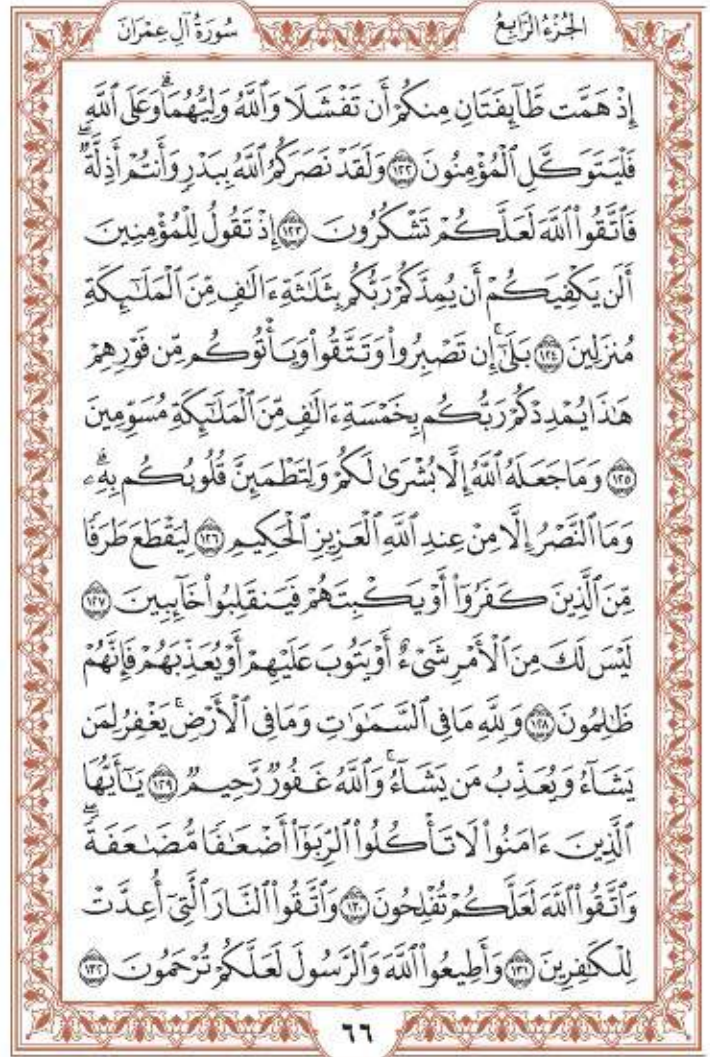 الجُزْءُ الرَّابِعُ
سُورَةُ آلِ عِمْرَانَ
إِذْ هَمَّت طَّآئِفَتَانِ مِنكُمْ أَن تَفْشَلَا وَٱللَّهُ وَلِيُّهُمَاۗ وَعَلَى ٱللَّهِ
فَلْيَتَوَكَّلِ ٱلْمُؤْمِنُونَ ١٢٢ وَلَقَدْ نَصَرَكُمُ ٱللَّهُ بِبَدْرٍ وَأَنتُمْ أَذِلَّةٌۖ
فَٱتَّقُوا۟ ٱللَّهَ لَعَلَّكُمْ تَشْكُرُونَ ١٢٣ إِذْ تَقُولُ لِلْمُؤْمِنِينَ
أَلَن يَكْفِيَكُمْ أَن يُمِدَّكُمْ رَبُّكُم بِثَلَـٰثَةِ ءَالَـٰفٍ مِّنَ ٱلْمَلَـٰٓئِكَةِ
مُنزَلِينَ ١٢٤ بَلَىٰٓۚ إِن تَصْبِرُوا۟ وَتَتَّقُوا۟ وَيَأْتُوكُم مِّن فَوْرِهِمْ
هَـٰذَا يُمْدِدْكُمْ رَبُّكُم بِخَمْسَةِ ءَالَـٰفٍ مِّنَ ٱلْمَلَـٰٓئِكَةِ مُسَوِّمِينَ
١٢٥ وَمَا جَعَلَهُ ٱللَّهُ إِلَّا بُشْرَىٰ لَكُمْ وَلِتَطْمَئِنَّ قُلُوبُكُم بِهِۦۗ
وَمَا ٱلنَّصْرُ إِلَّا مِنْ عِندِ ٱللَّهِ ٱلْعَزِيزِ ٱلْحَكِيمِ ١٢٦ لِيَقْطَعَ طَرَفًا
مِّنَ ٱلَّذِينَ كَفَرُوٓا۟ أَوْ يَكْبِتَهُمْ فَيَنقَلِبُوا۟ خَآئِبِينَ ١٢٧
لَيْسَ لَكَ مِنَ ٱلْأَمْرِ شَىْءٌ أَوْ يَتُوبَ عَلَيْهِمْ أَوْ يُعَذِّبَهُمْ فَإِنَّهُمْ
ظَـٰلِمُونَ ١٢٨ وَلِلَّهِ مَا فِى ٱلسَّمَـٰوَٰتِ وَمَا فِى ٱلْأَرْضِۚ يَغْفِرُ لِمَن
يَشَآءُ وَيُعَذِّبُ مَن يَشَآءُۚ وَٱللَّهُ غَفُورٌ رَّحِيمٌ ١٢٩ يَـٰٓأَيُّهَا
ٱلَّذِينَ ءَامَنُوا۟ لَا تَأْكُلُوا۟ ٱلرِّبَوٰٓا۟ أَضْعَـٰفًا مُّضَـٰعَفَةًۖ
وَٱتَّقُوا۟ ٱللَّهَ لَعَلَّكُمْ تُفْلِحُونَ ١٣٠ وَٱتَّقُوا۟ ٱلنَّارَ ٱلَّتِىٓ أُعِدَّتْ
لِلْكَـٰفِرِينَ ١٣١ وَأَطِيعُوا۟ ٱللَّهَ وَٱلرَّسُولَ لَعَلَّكُمْ تُرْحَمُونَ ١٣٢
٦٦